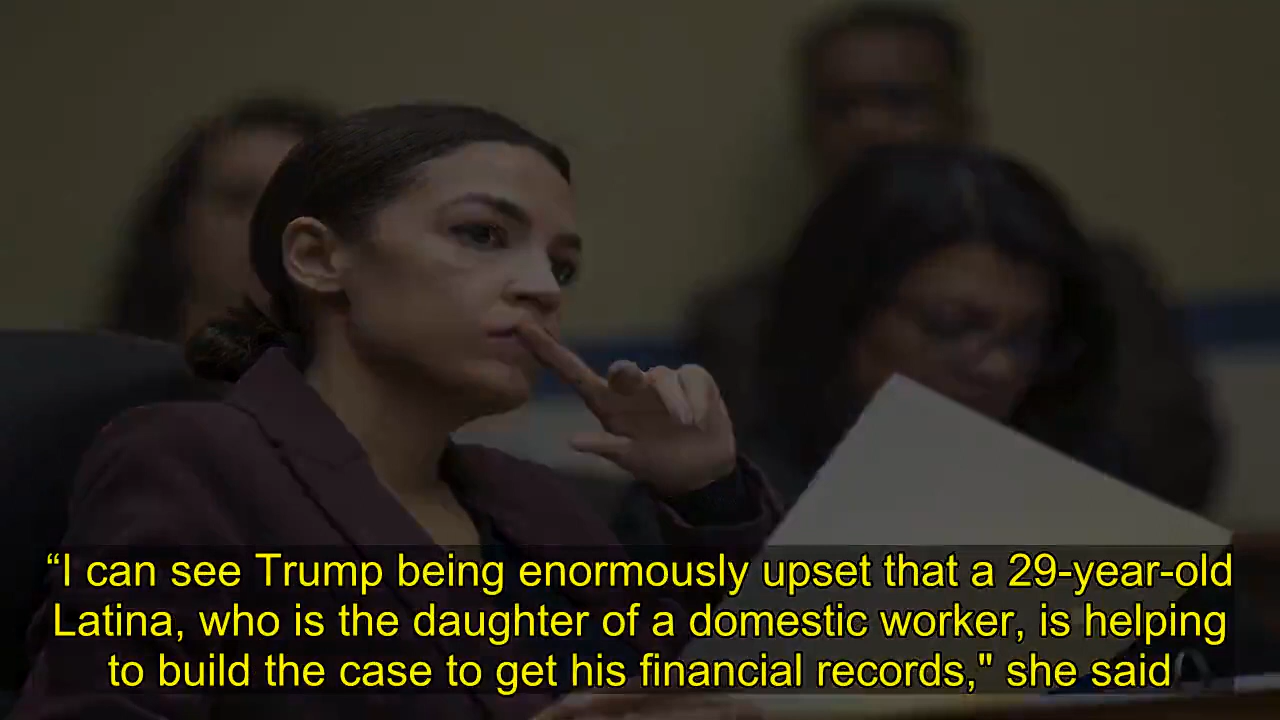 “I can see Trump being enormously upset that a 29-year-old
Latina, who is the daughter of a domestic worker, is helping
to build the case to get his financial records," she said